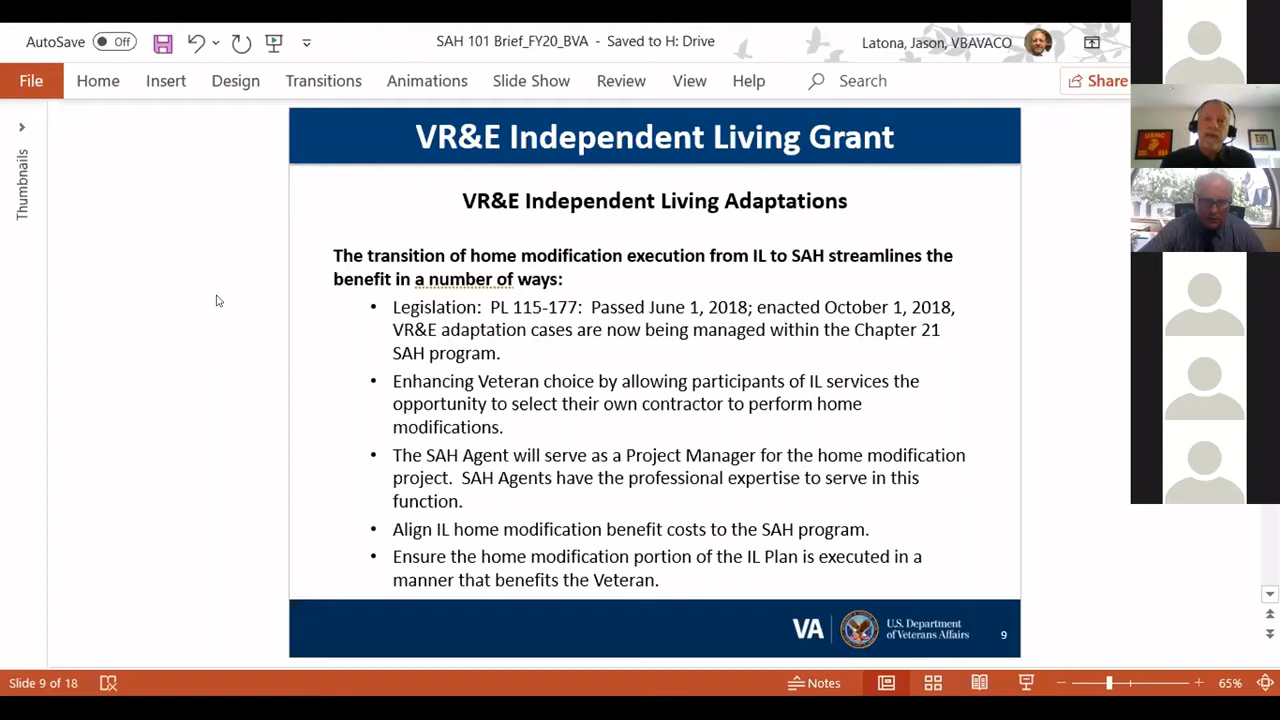 AutoSave Off SAH 101 Brief_FY20_BVA - Saved to H: Drive Latona, Jason, VBAVACO
File Home Insert Design Transitions Animations Slide Show Review View Help Search Share
Thumbnails
VR&E Independent Living Grant
VR&E Independent Living Adaptations
The transition of home modification execution from IL to SAH streamlines the
benefit in a number of ways:
• Legislation: PL 115-177: Passed June 1, 2018; enacted October 1, 2018,
VR&E adaptation cases are now being managed within the Chapter 21
SAH program.
• Enhancing Veteran choice by allowing participants of IL services the
opportunity to select their own contractor to perform home
modifications.
• The SAH Agent will serve as a Project Manager for the home modification
project. SAH Agents have the professional expertise to serve in this
function.
• Align IL home modification benefit costs to the SAH program.
• Ensure the home modification portion of the IL Plan is executed in a
manner that benefits the Veteran.
VA U.S. Department
of Veterans Affairs
9
USMC
Slide 9 of 18 Notes 65%